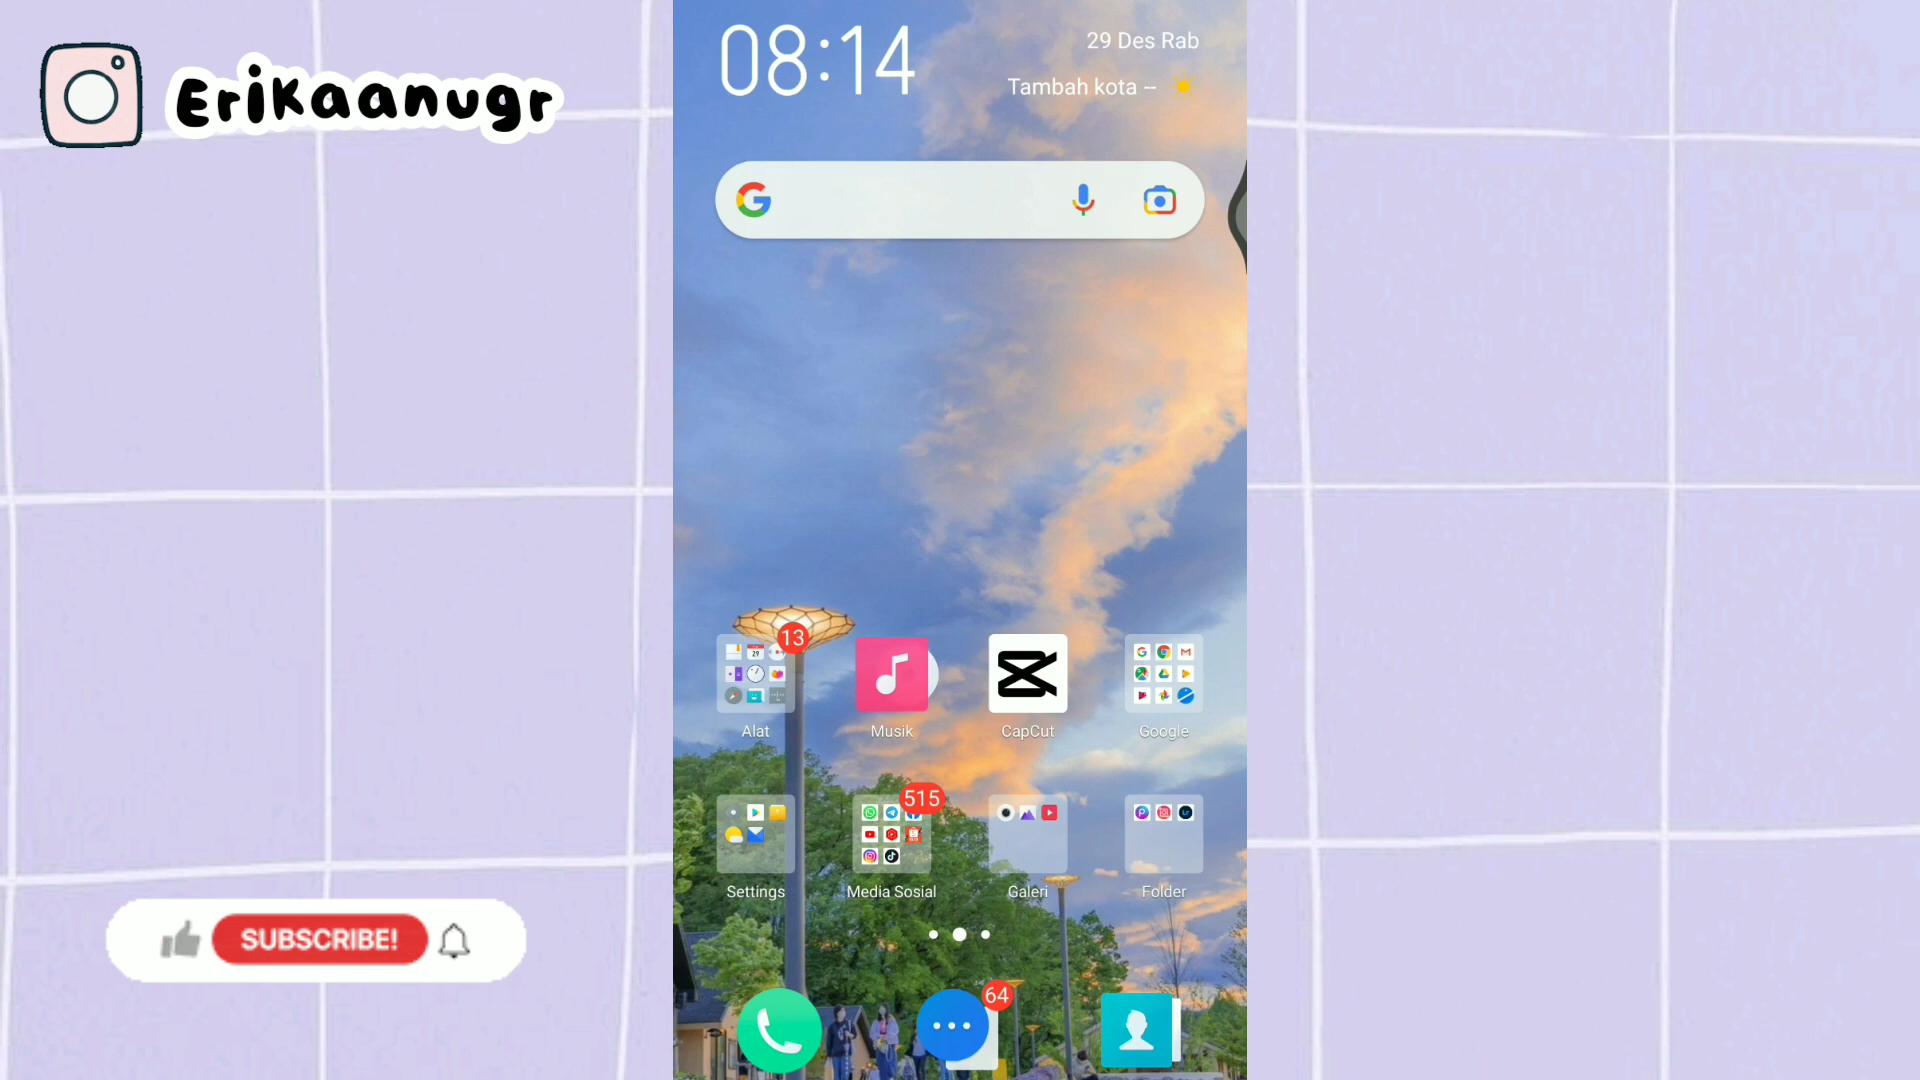 Erikaanugr
08:14
29 Des Rab
Tambah kota --
13
29
Alat
Musik
CapCut
Google
515
Settings
Media Sosial
Galeri
Folder
SUBSCRIBE!
64